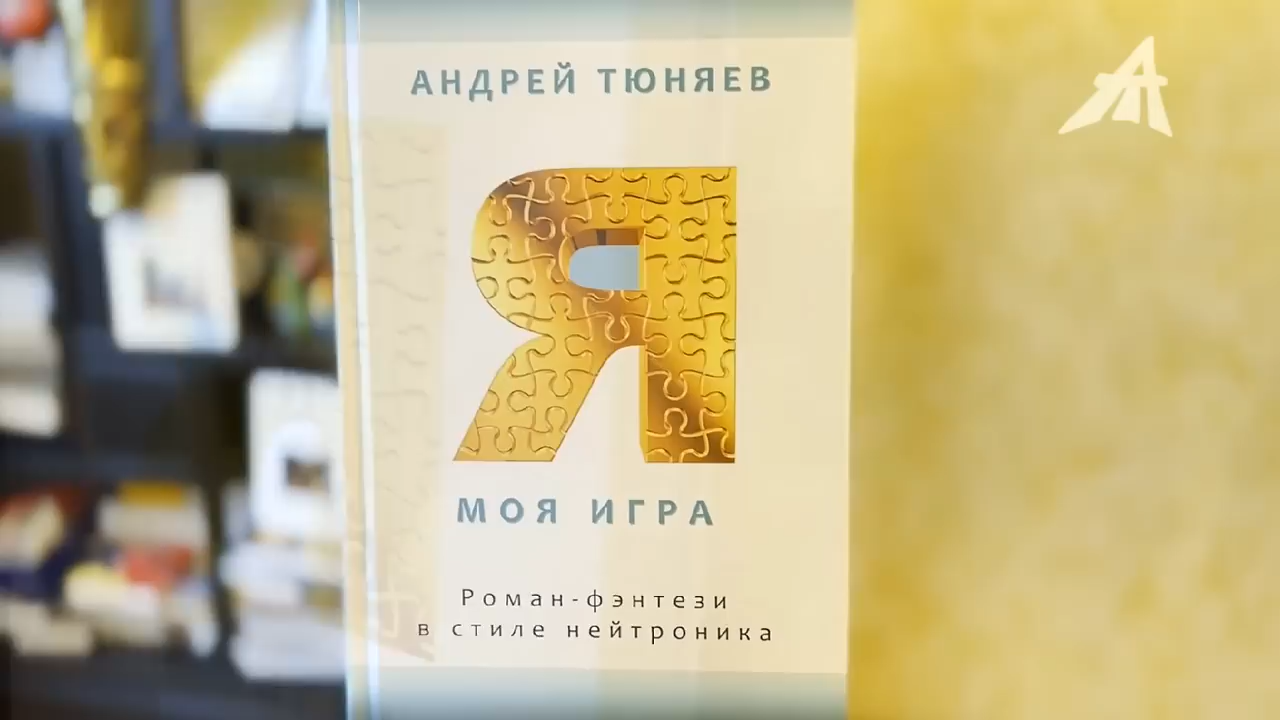 АНДРЕЙ ТЮНЯЕВ
Я
МОЯ ИГРА
Роман-фэнтези
в стиле нейтроника